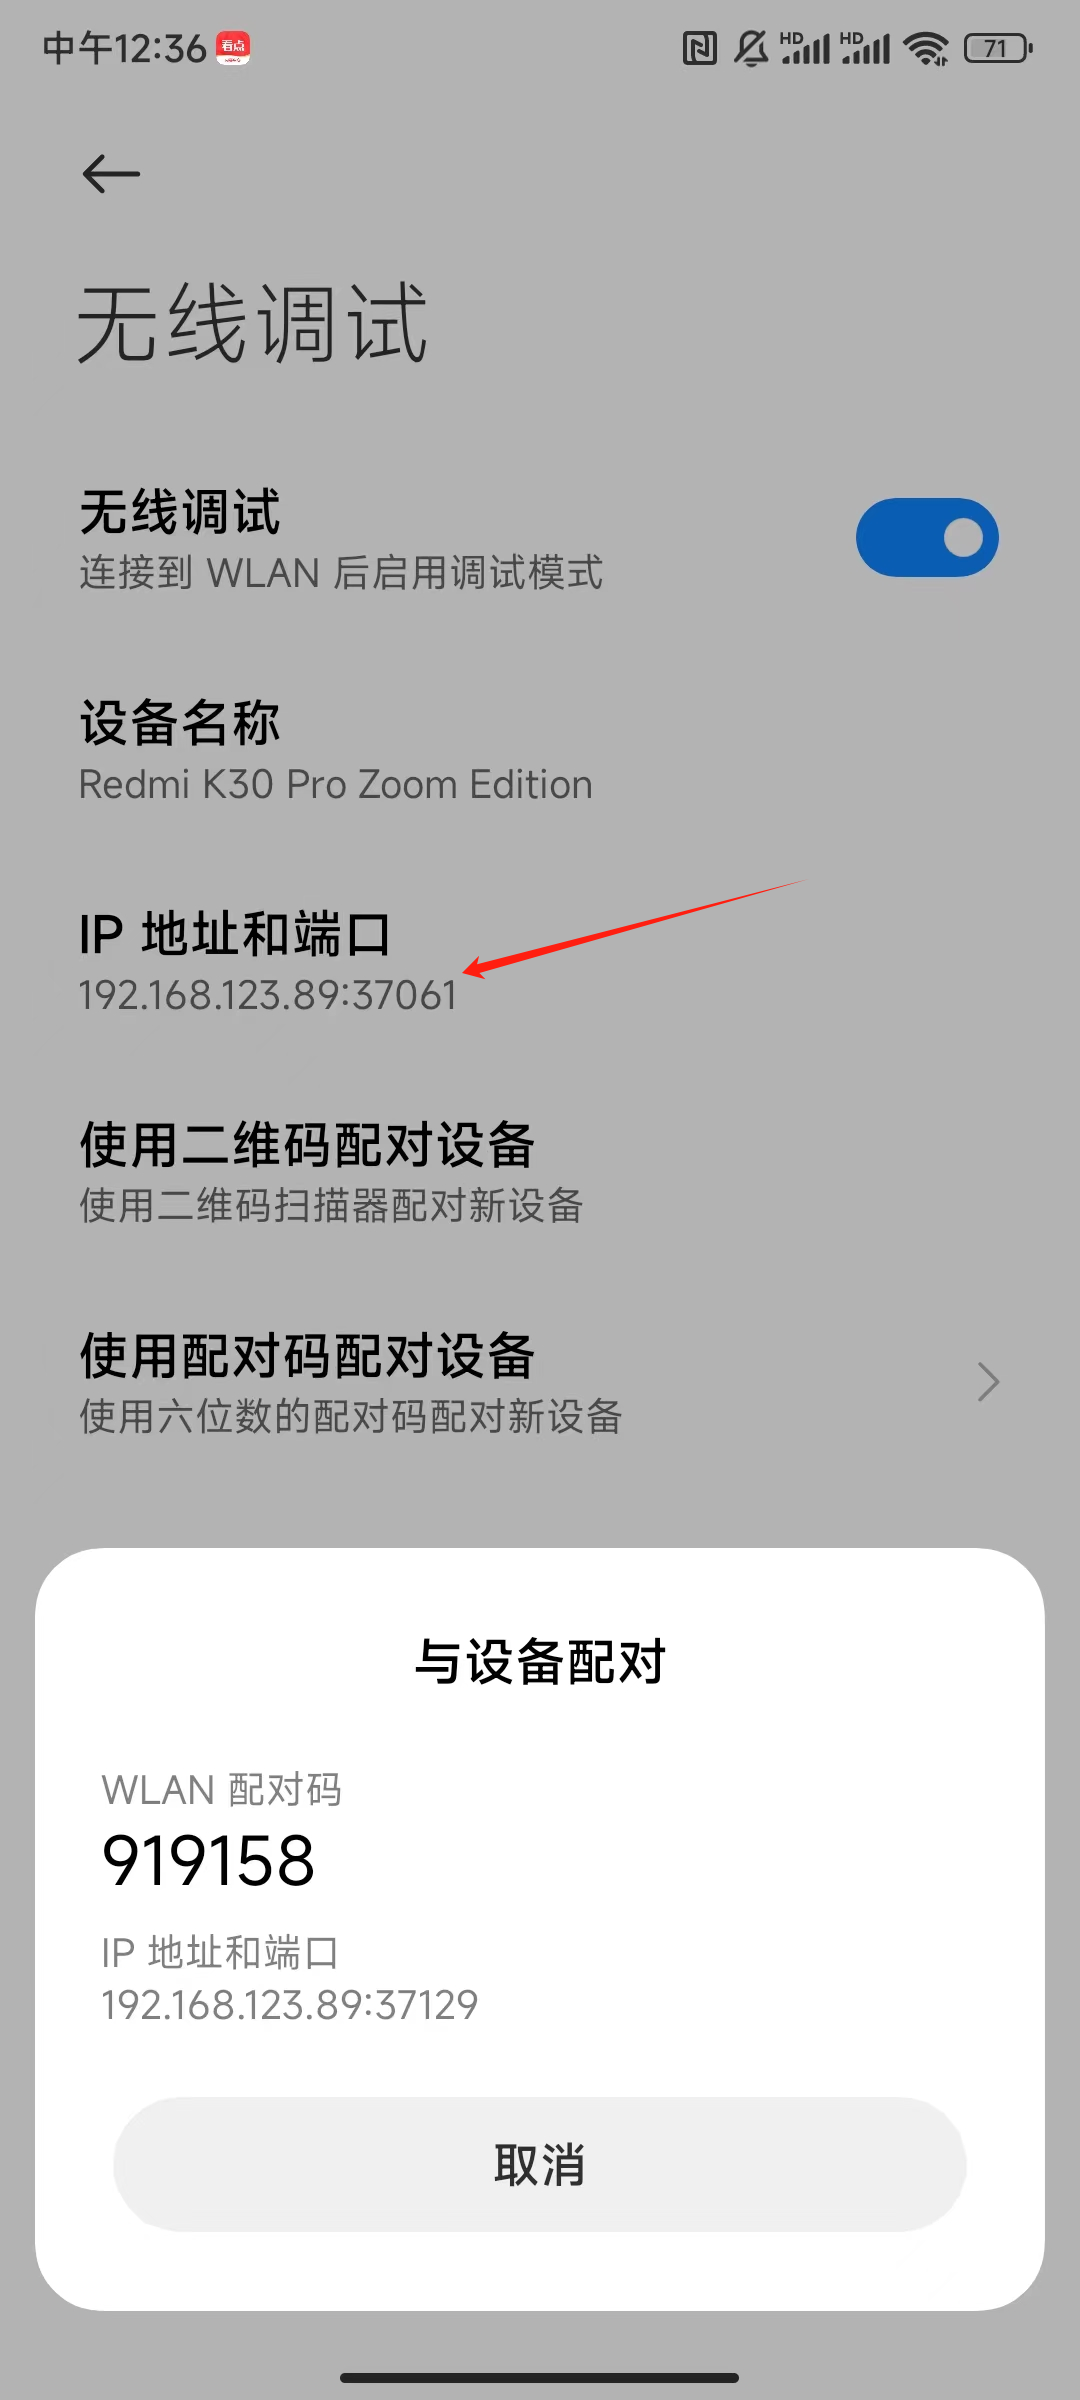 中午12:36 看点
HD HD 71
无线调试
无线调试
连接到 WLAN 后启用调试模式
设备名称
Redmi K30 Pro Zoom Edition
IP 地址和端口
192.168.123.89:37061
使用二维码配对设备
使用二维码扫描器配对新设备
使用配对码配对设备
使用六位数的配对码配对新设备
与设备配对
WLAN 配对码
919158
IP 地址和端口
192.168.123.89:37129
取消